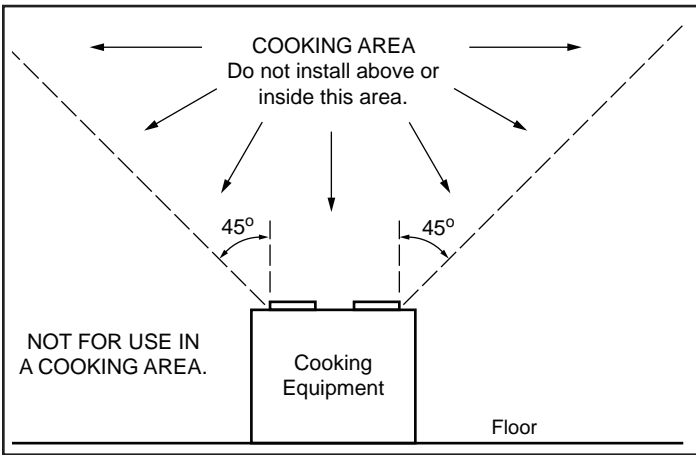 COOKING AREA
Do not install above or
inside this area.
45º
45º
NOT FOR USE IN
A COOKING AREA.
Cooking
Equipment
Floor